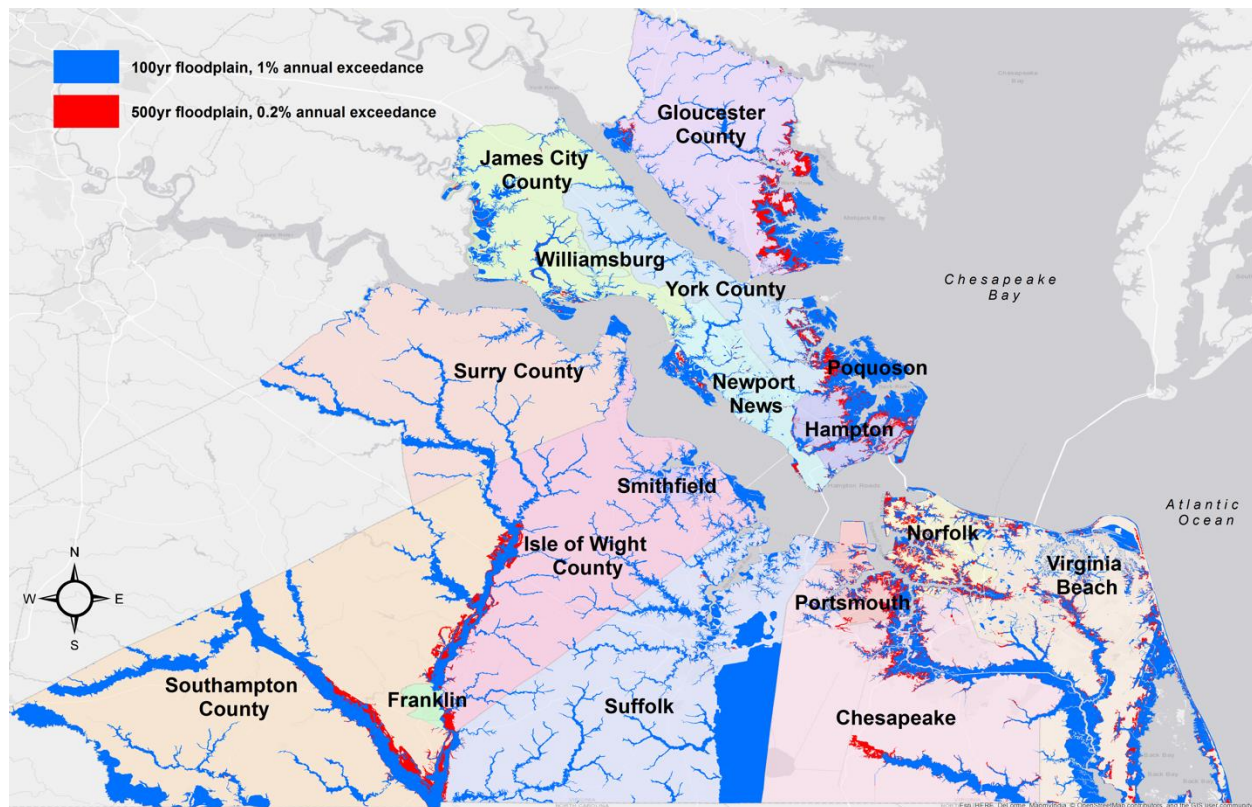 100yr floodplain, 1% annual exceedance
500yr floodplain, 0.2% annual exceedance
Gloucester
County
James City
County
Williamsburg
York County
Chesapeake
Bay
Surry County
Poquoson
Newport
News
Hampton
Smithfield
Atlantic
Ocean
Isle of Wight
County
Norfolk
Virginia
Beach
Portsmouth
N
W
E
S
Southampton
County
Franklin
Suffolk
Chesapeake